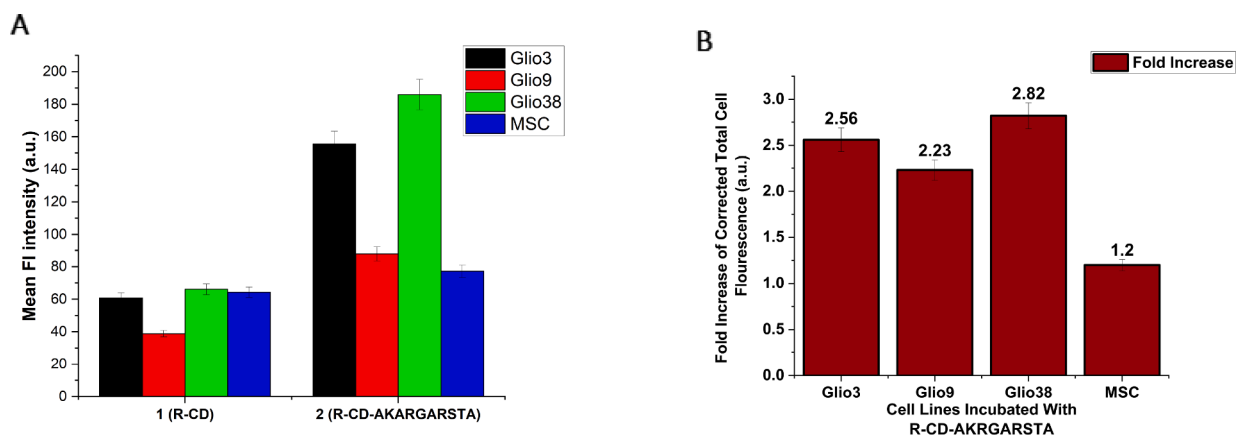 A
Glio3
Glio9
Glio38
MSC
Mean FI intensity (a.u.)
200
180
160
140
120
100
80
60
40
20
0
1 (R-CD)
2 (R-CD-AKARGARSTA)
B
Fold Increase
Fold Increase of Corrected Total Cell
Flourescence (a.u.)
3.0
2.5
2.0
1.5
1.0
0.5
0.0
2.56
2.23
2.82
1.2
Glio3
Glio9
Glio38
MSC
Cell Lines Incubated With
R-CD-AKRGARSTA